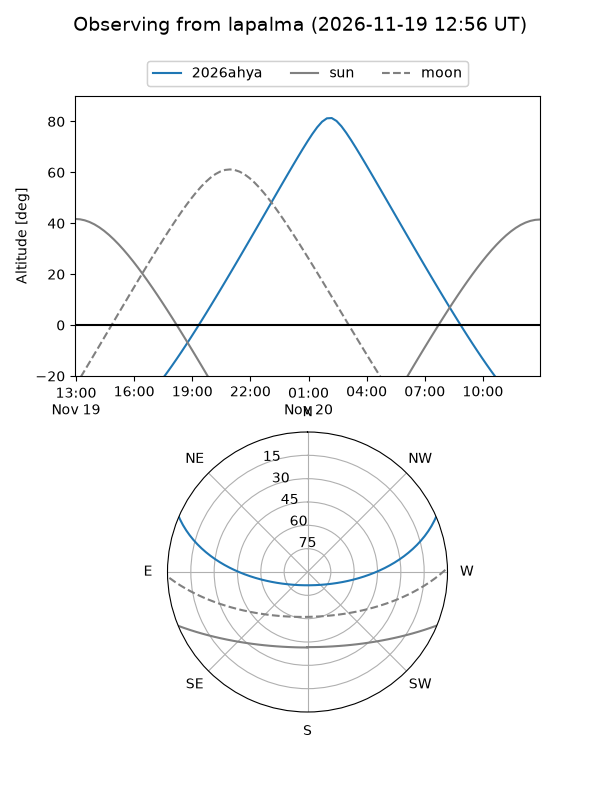 Observing from lapalma (2026-11-19 12:56 UT)
2026ahya sun moon
Altitude [deg]
80
60
40
20
0
−20
13:00 16:00 19:00 22:00 01:00 04:00 07:00 10:00
Nov 19 Nov 20
N
NE NW
15
30
45
60
75
E W
SE SW
S